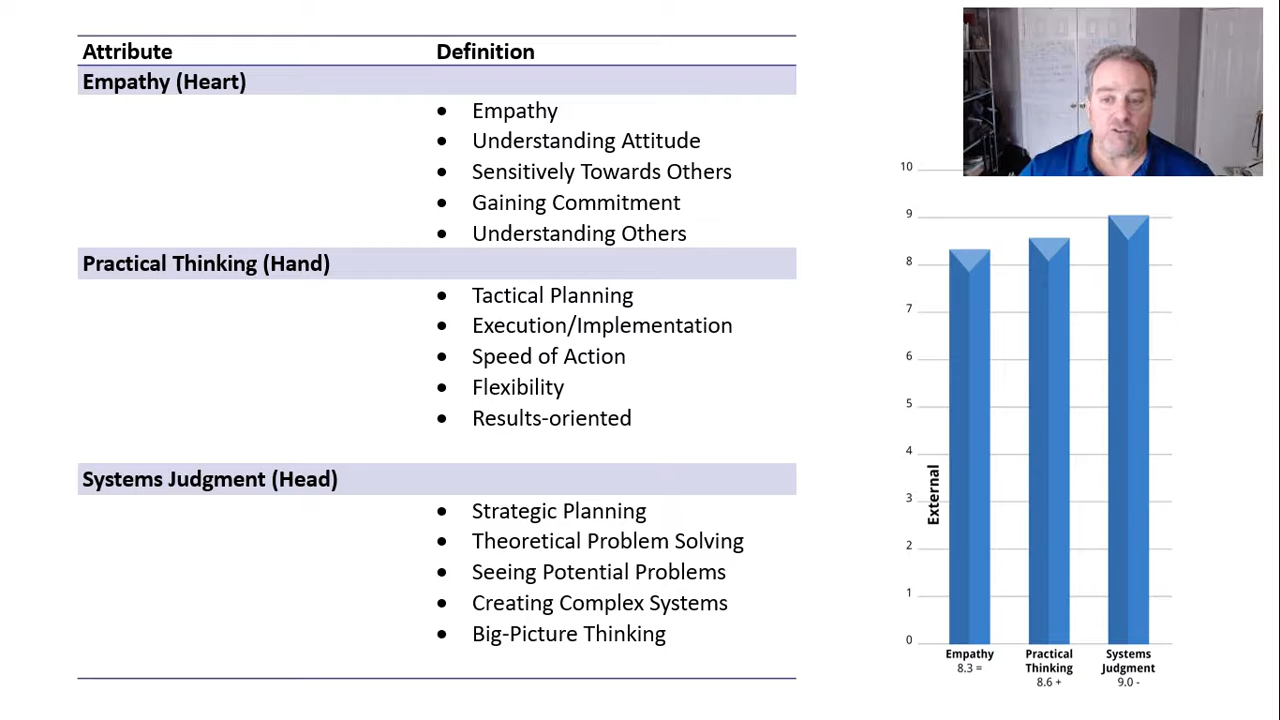 Attribute Definition
Empathy (Heart)
• Empathy
• Understanding Attitude
• Sensitively Towards Others
• Gaining Commitment
• Understanding Others
Practical Thinking (Hand)
• Tactical Planning
• Execution/Implementation
• Speed of Action
• Flexibility
• Results-oriented
Systems Judgment (Head)
• Strategic Planning
• Theoretical Problem Solving
• Seeing Potential Problems
• Creating Complex Systems
• Big-Picture Thinking
10
9
8
7
6
5
4
3
2
1
0
External
Empathy
8.3 =
Practical
Thinking
8.6 +
Systems
Judgment
9.0 -